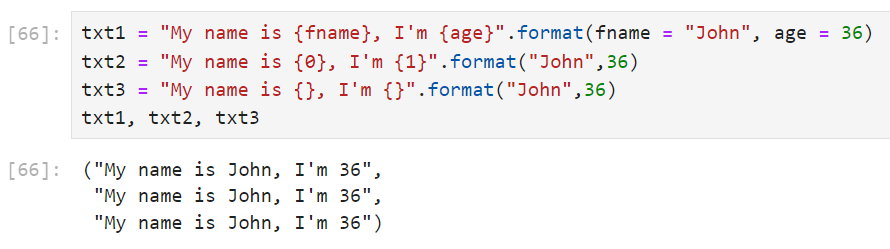 [66]: txt1 = "My name is {fname}, I'm {age}".format(fname = "John", age = 36)
txt2 = "My name is {0}, I'm {1}".format("John",36)
txt3 = "My name is {}, I'm {}".format("John",36)
txt1, txt2, txt3
[66]: ("My name is John, I'm 36",
"My name is John, I'm 36",
"My name is John, I'm 36")